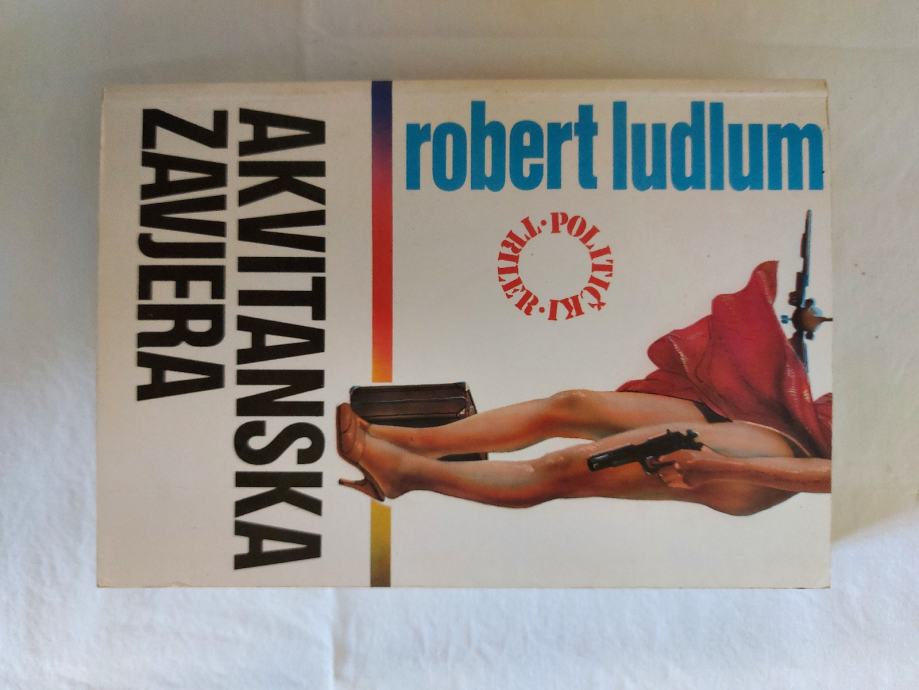 robert ludlum
POLITIČKI · TRILER ·
AKVITANSKA
ZAVJERA